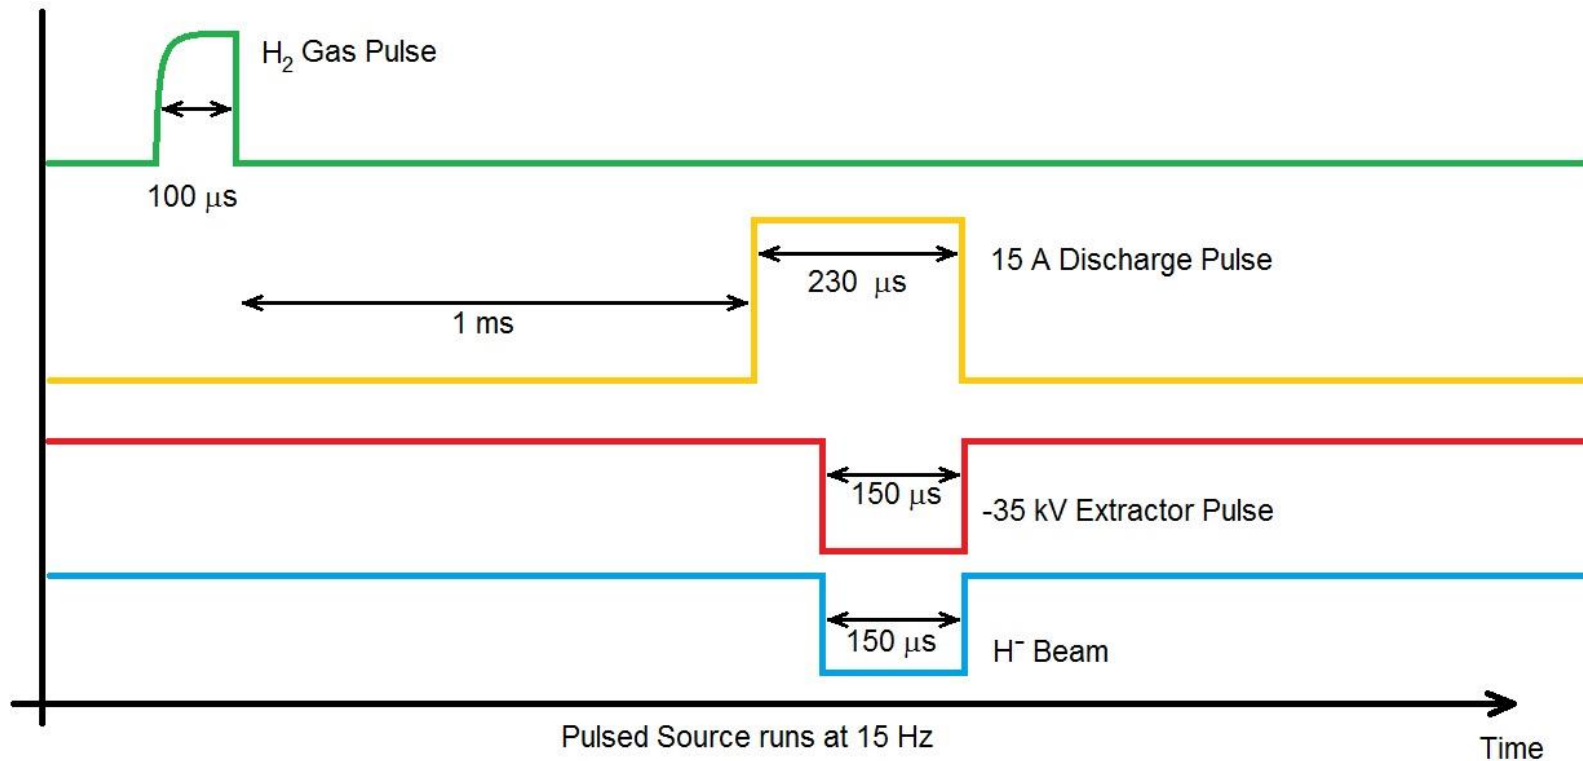 H₂ Gas Pulse
100 μs
15 A Discharge Pulse
230 μs
1 ms
150 μs
-35 kV Extractor Pulse
150 μs
H⁻ Beam
Pulsed Source runs at 15 Hz
Time